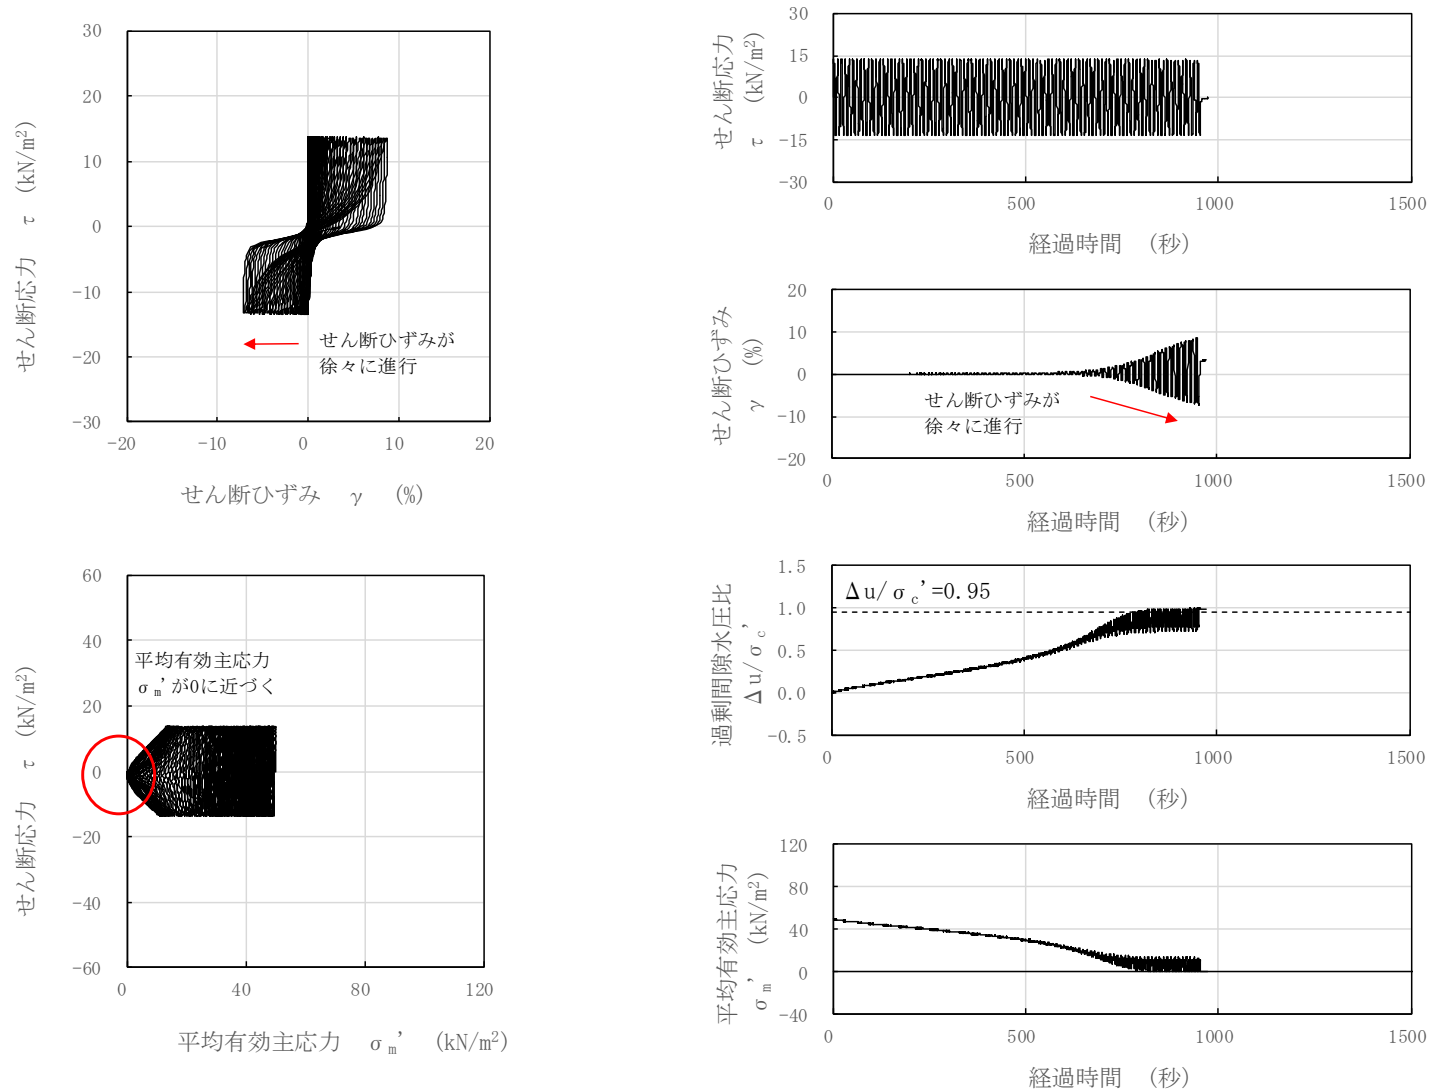 30
20
10
0
-10
-20
-30
せん断応力 τ (kN/m²)
せん断ひずみが
徐々に進行
-20
-10
0
10
20
せん断ひずみ γ (%)
30
15
0
-15
-30
せん断応力
τ (kN/m²)
0
500
1000
1500
経過時間 (秒)
20
10
0
-10
-20
せん断ひずみ
γ (%)
せん断ひずみが
徐々に進行
0
500
1000
1500
経過時間 (秒)
60
40
20
0
-20
-40
-60
せん断応力 τ (kN/m²)
平均有効主応力
σm'が0に近づく
0
40
80
120
平均有効主応力 σm' (kN/m²)
1.5
1.0
0.5
0.0
-0.5
過剰間隙水圧比
Δu/σc'
Δu/σc'=0.95
0
500
1000
1500
経過時間 (秒)
120
80
40
0
-40
平均有効主応力
σm' (kN/m²)
0
500
1000
1500
経過時間 (秒)